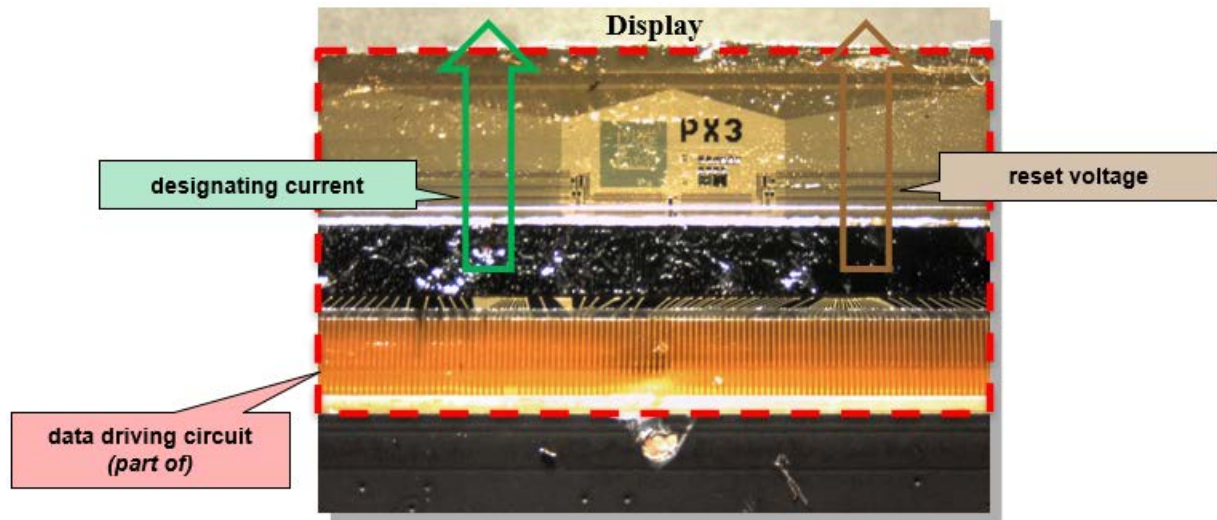 Display
PX3
designating current
reset voltage
data driving circuit
(part of)